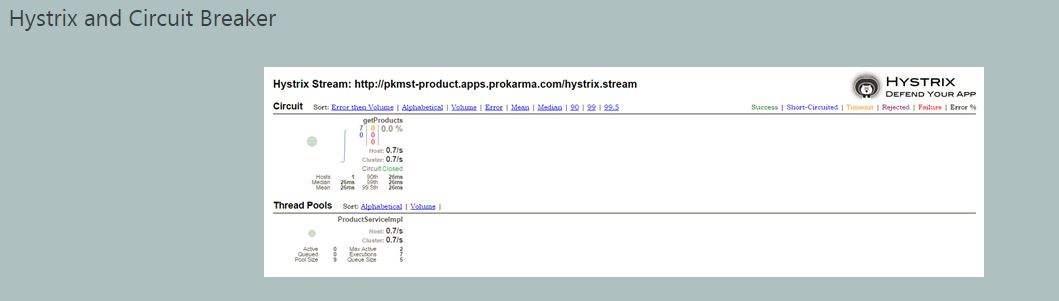 Hystrix and Circuit Breaker
Hystrix Stream: http://pkmst-product.apps.prokarma.com/hystrix.stream
HYSTRIX
DEFEND YOUR APP
Circuit Sort: Error then Volume | Alphabetical | Volume | Error | Mean | Median | 90 | 99 | 99.5
Success | Short-Circuited | Timeout | Rejected | Failure | Error %
getProducts
7 0 0.0 %
0 0
0
Host: 0.7/s
Cluster: 0.7/s
Circuit Closed
Hosts 1 90th 26ms
Median 26ms 99th 26ms
Mean 26ms 99.5th 26ms
Thread Pools Sort: Alphabetical | Volume |
ProductServiceImpl
Host: 0.7/s
Cluster: 0.7/s
Active 0 Max Active 2
Queued 0 Executions 7
Pool Size 9 Queue Size 5